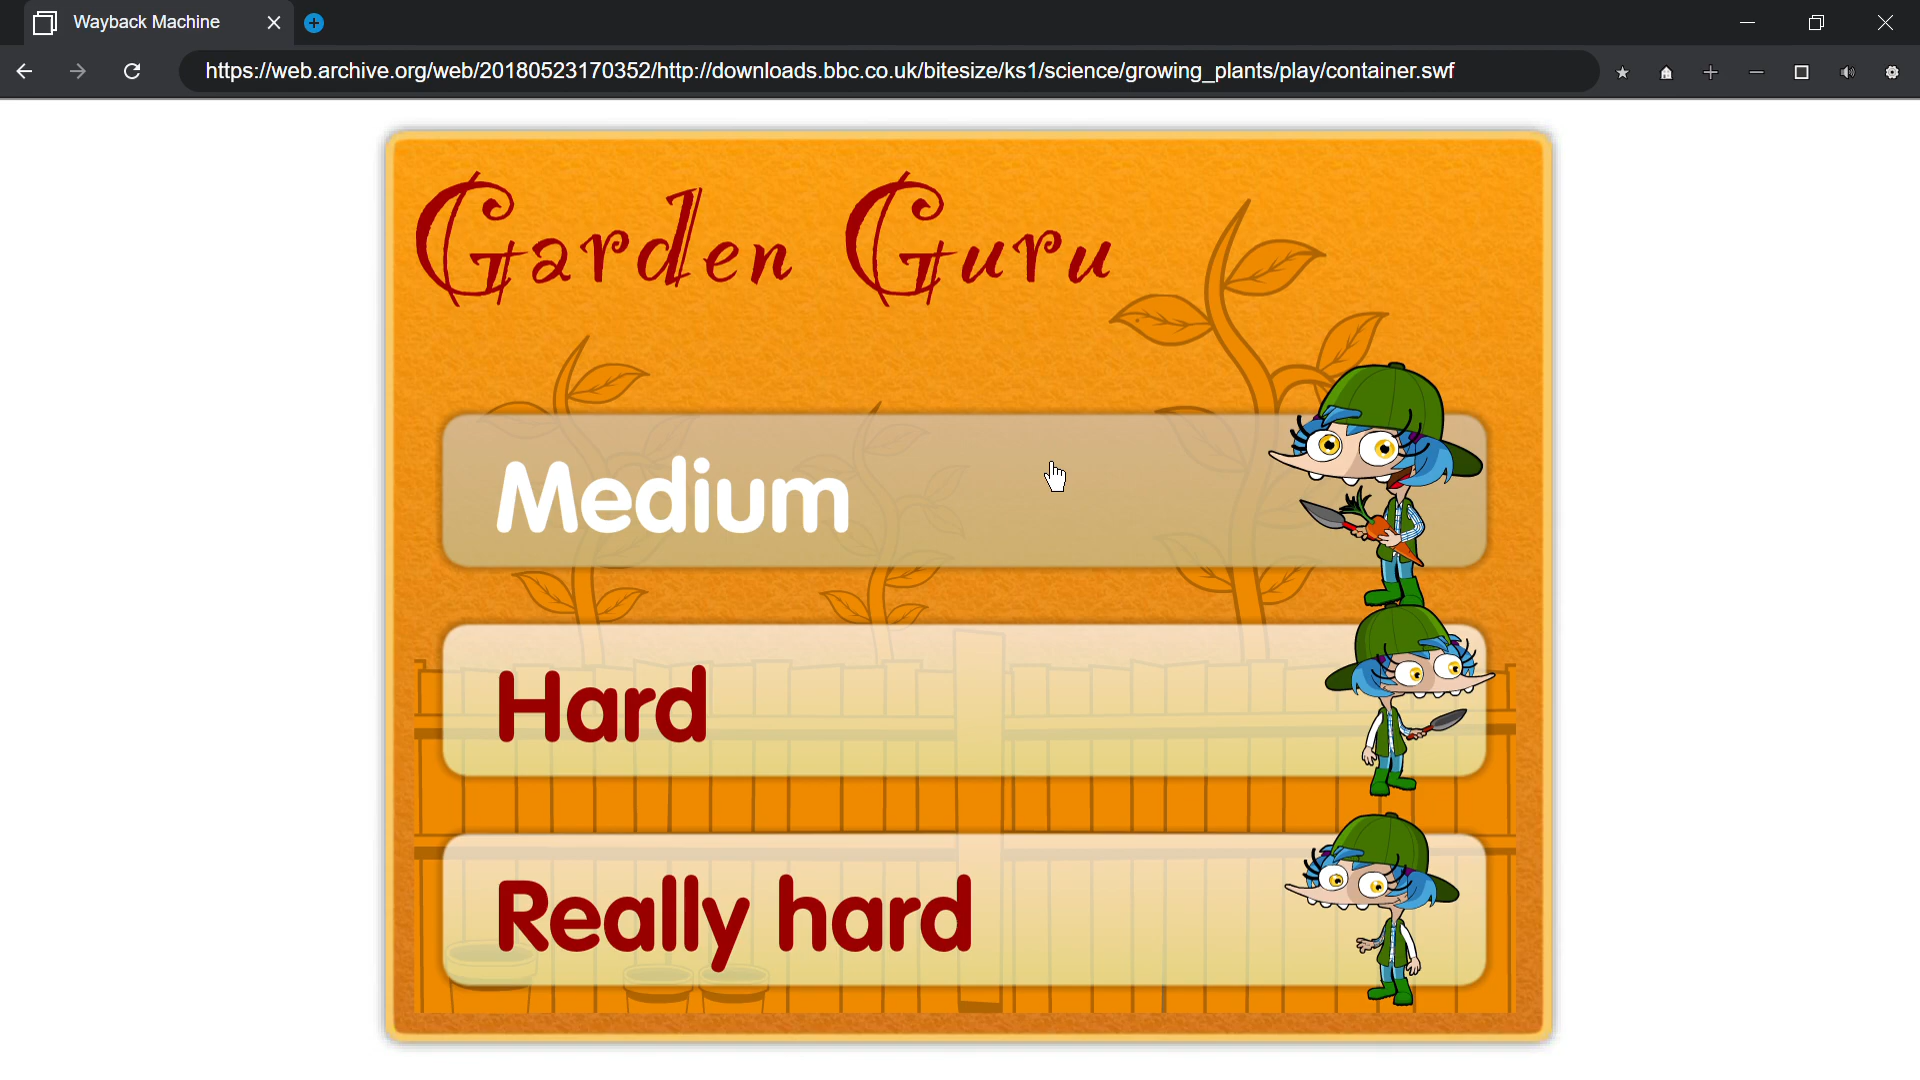 Wayback Machine
https://web.archive.org/web/20180523170352/http://downloads.bbc.co.uk/bitesize/ks1/science/growing_plants/play/container.swf
Garden Guru
Medium
Hard
Really hard